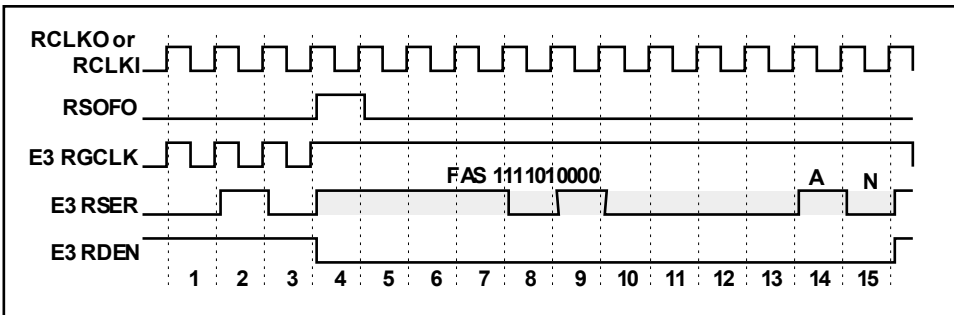 RCLKO or
RCLKI
RSOFO
E3 RGCLK
FAS 1111010000
A N
E3 RSER
E3 RDEN
1 2 3 4 5 6 7 8 9 10 11 12 13 14 15